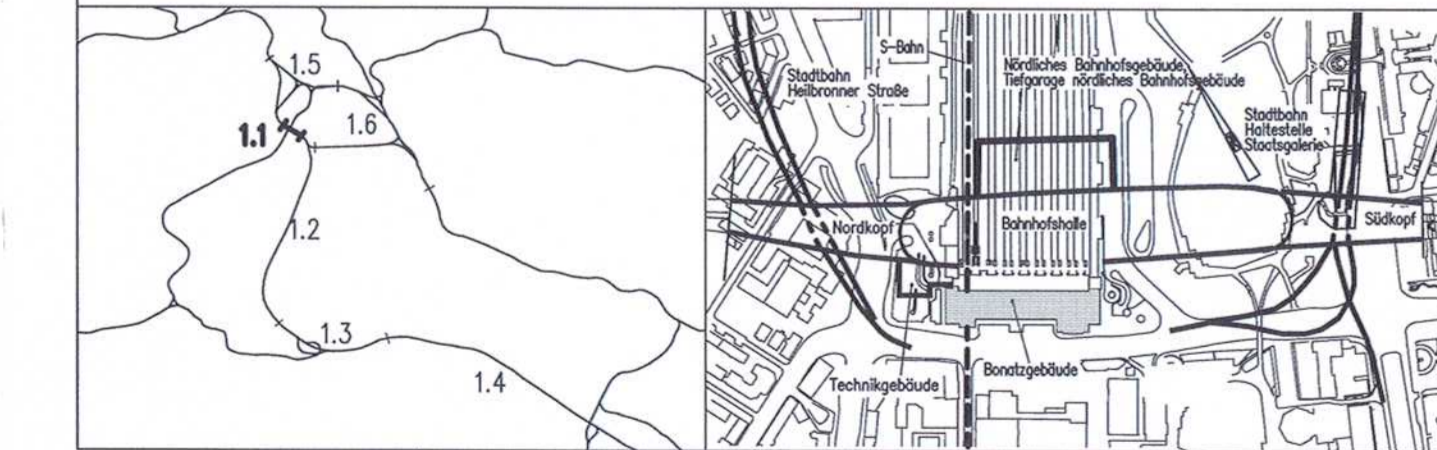 1.5
1.1
1.6
1.2
1.3
1.4
S-Bahn
Stadtbahn
Heilbronner Straße
Nördliches Bahnhofsgebäude,
Tiefgarage nördliches Bahnhofsgebäude
Stadtbahn
Haltestelle
Staatsgalerie
Nordkopf
Bahnhofshalle
Südkopf
Technikgebäude
Bonatzgebäude